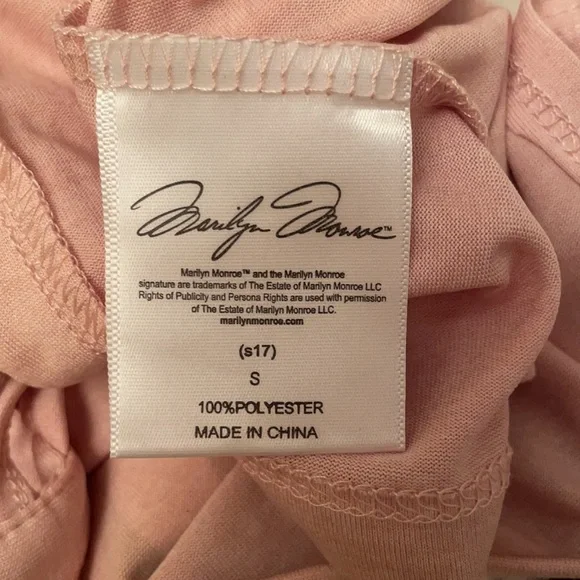 Marilyn Monroe™
Marilyn Monroe™ and the Marilyn Monroe
signature are trademarks of The Estate of Marilyn Monroe LLC
Rights of Publicity and Persona Rights are used with permission
of The Estate of Marilyn Monroe LLC.
marilynmonroe.com
(s17)
S
100%POLYESTER
MADE IN CHINA